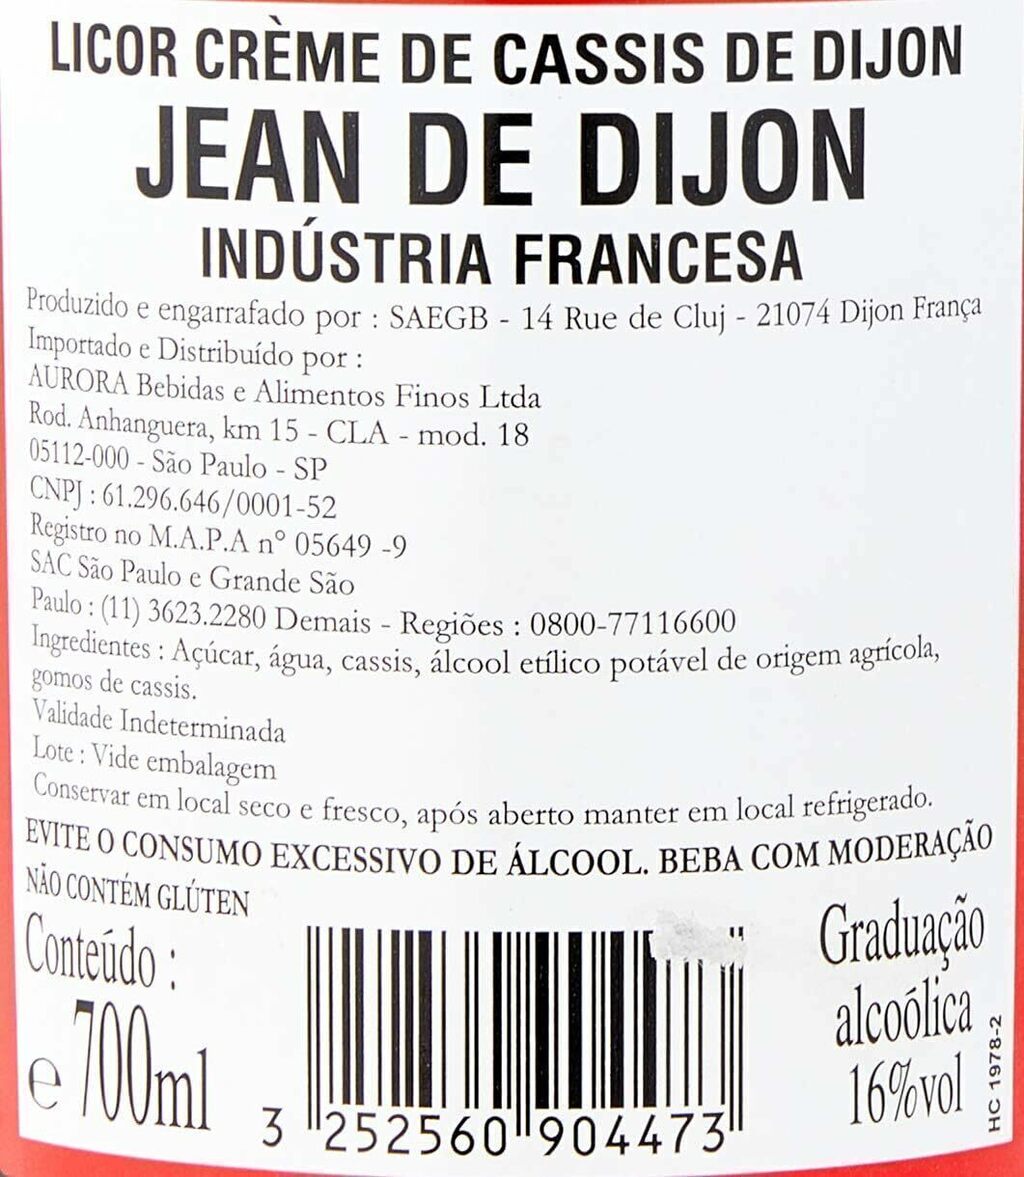 LICOR CRÈME DE CASSIS DE DIJON
JEAN DE DIJON
INDÚSTRIA FRANCESA
Produzido e engarrafado por : SAEGB - 14 Rue de Cluj - 21074 Dijon França
Importado e Distribuído por :
AURORA Bebidas e Alimentos Finos Ltda
Rod. Anhanguera, km 15 - CLA - mod. 18
05112-000 - São Paulo - SP
CNPJ : 61.296.646/0001-52
Registro no M.A.P.A nº 05649 -9
SAC São Paulo e Grande São
Paulo : (11) 3623.2280 Demais - Regiões : 0800-77116600
Ingredientes : Açúcar, água, cassis, álcool etílico potável de origem agrícola,
gomos de cassis.
Validade Indeterminada
Lote : Vide embalagem
Conservar em local seco e fresco, após aberto manter em local refrigerado.
EVITE O CONSUMO EXCESSIVO DE ÁLCOOL. BEBA COM MODERAÇÃO
NÃO CONTÉM GLÚTEN
Conteúdo :
℮ 700ml
3 252560 904473
Graduação
alcoólica
16%vol
HC 1978-2